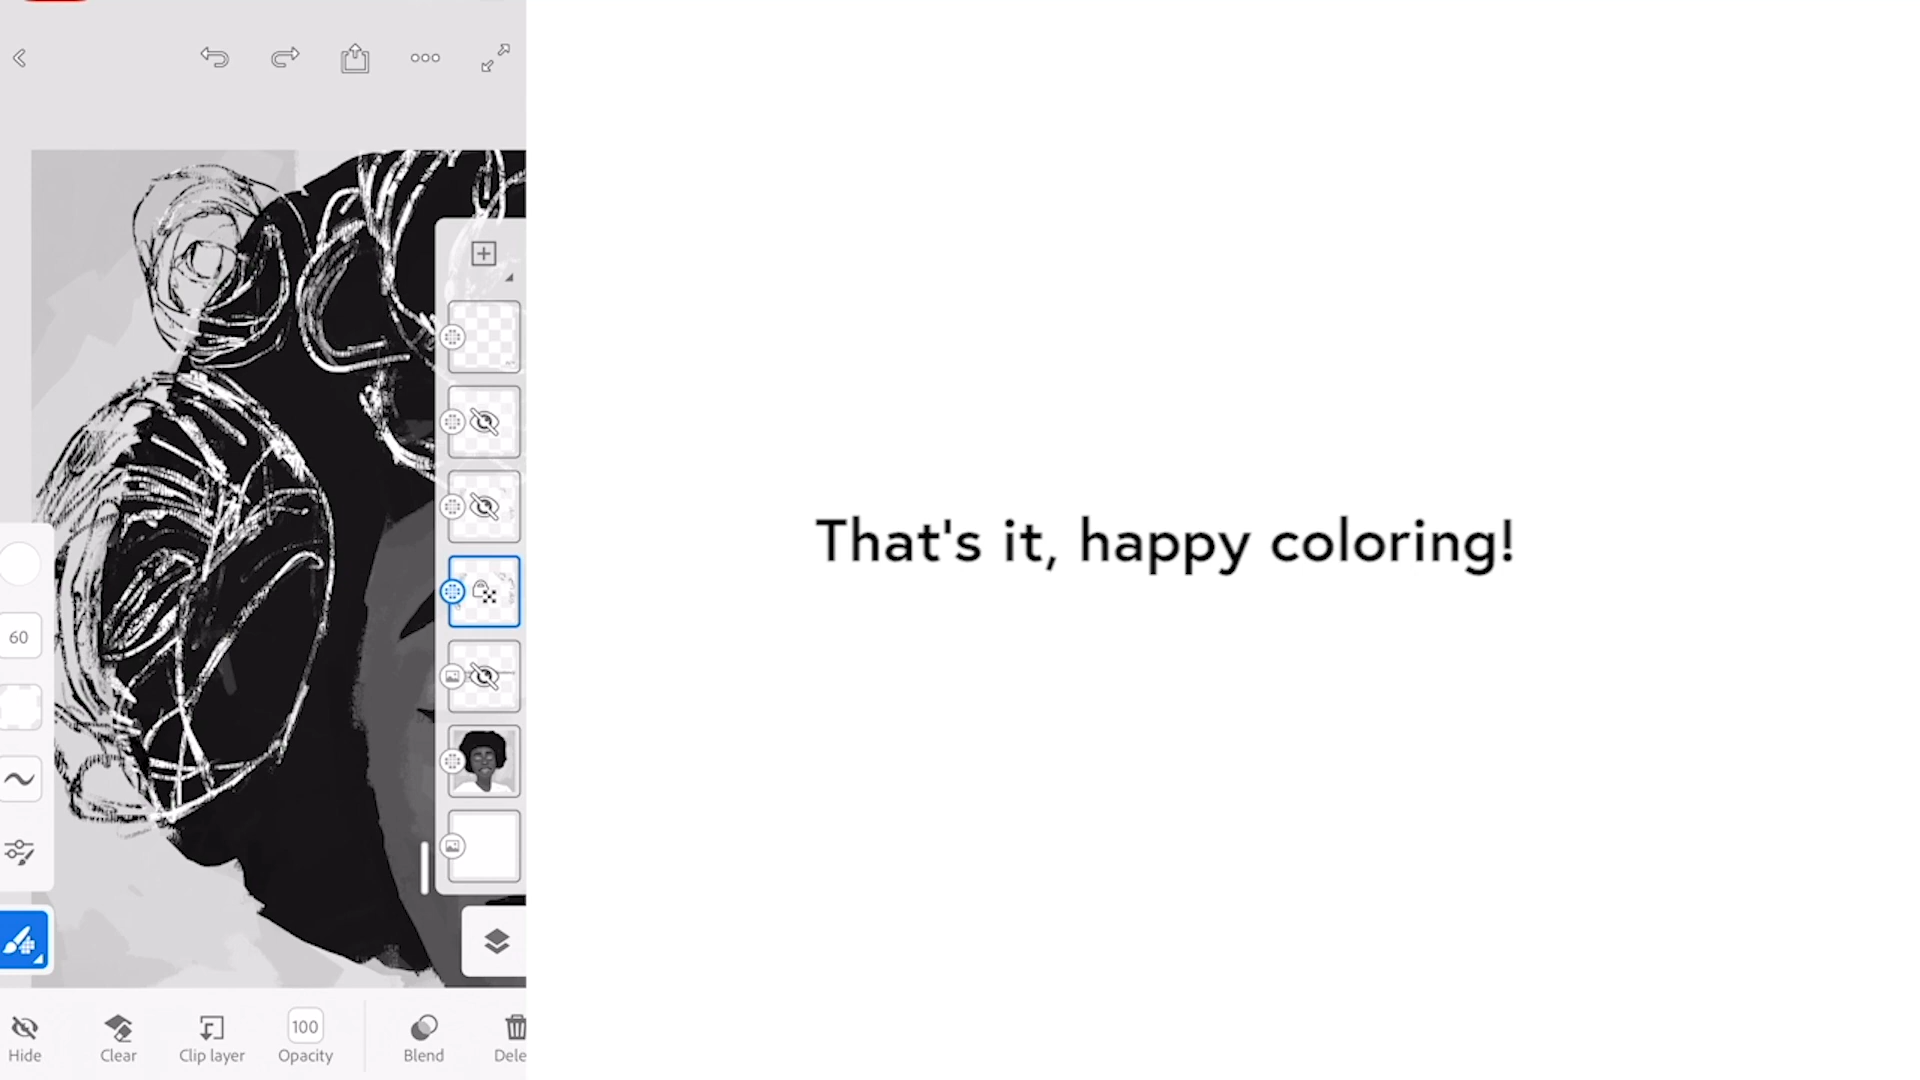 That's it, happy coloring!
60
Hide
Clear
Clip layer
100
Opacity
Blend
Dele